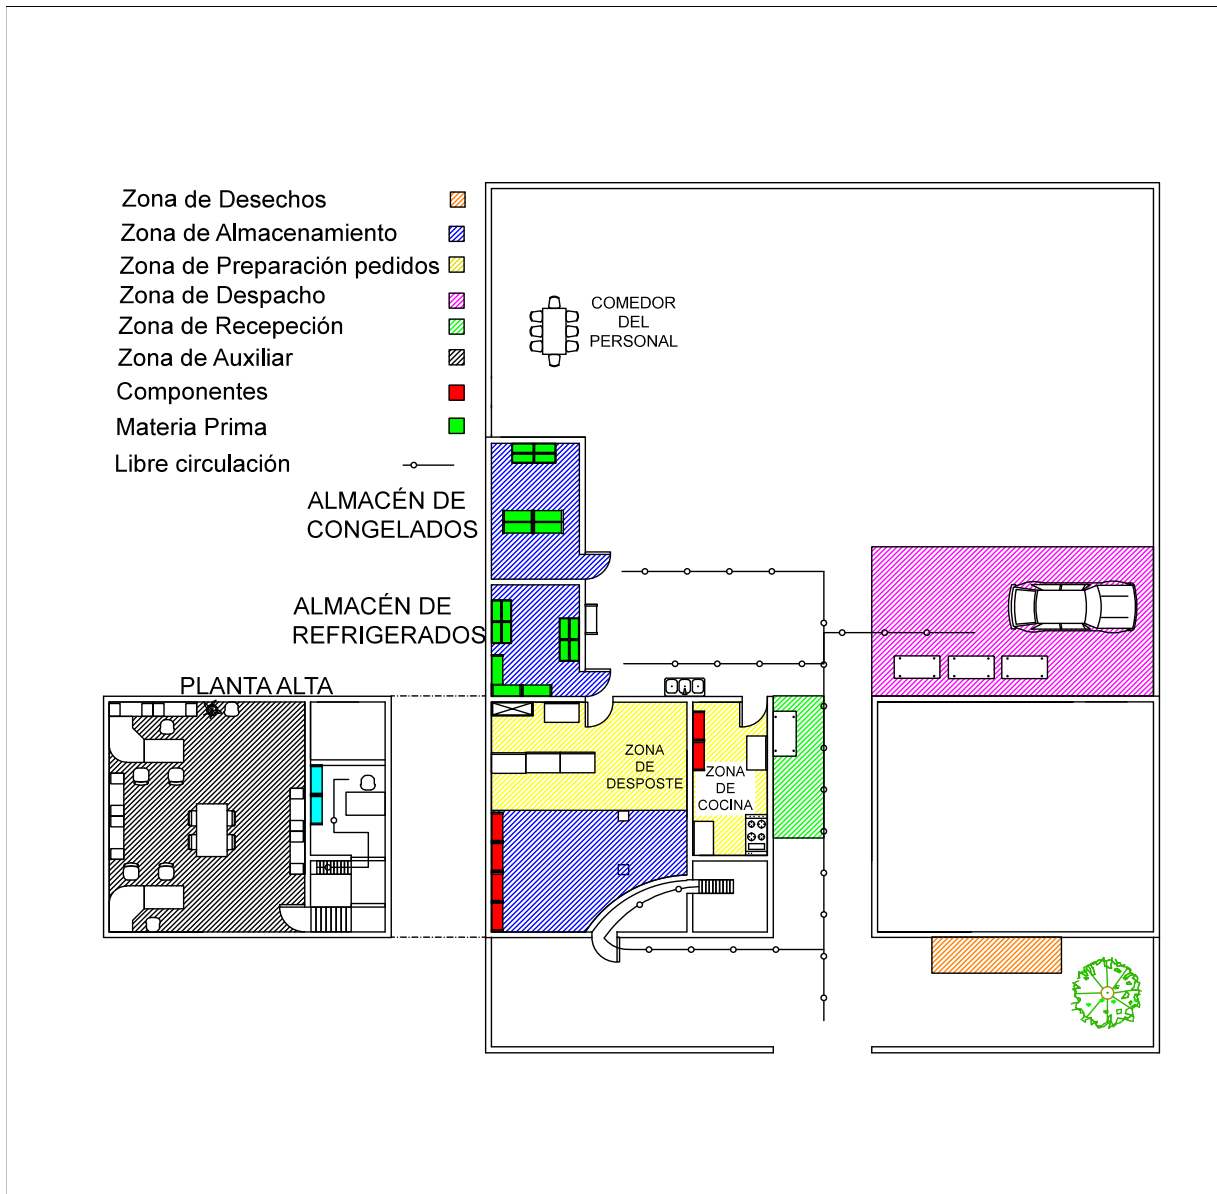 Zona de Desechos
Zona de Almacenamiento
Zona de Preparación pedidos
Zona de Despacho
Zona de Recepeción
Zona de Auxiliar
Componentes
Materia Prima
Libre circulación
COMEDOR
DEL
PERSONAL
ALMACÉN DE
CONGELADOS
ALMACÉN DE
REFRIGERADOS
PLANTA ALTA
ZONA
DE
DESPOSTE
ZONA
DE
COCINA